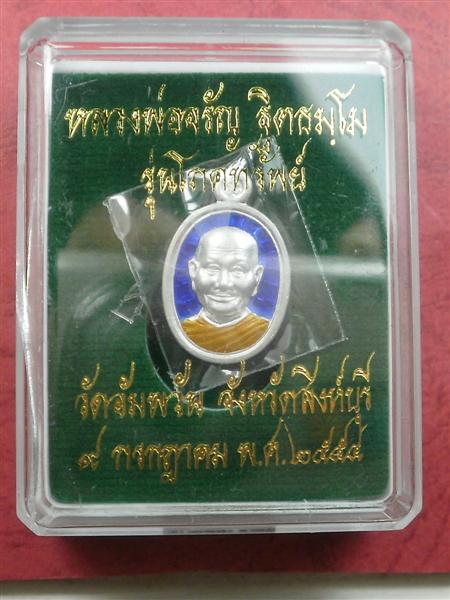 หลวงพ่อจรัญ ฐิตธมฺโม
รุ่นโภคทรัพย์
วัดอัมพวัน จังหวัดสิงห์บุรี
๙ กรกฎาคม พ.ศ.๒๕๕๔